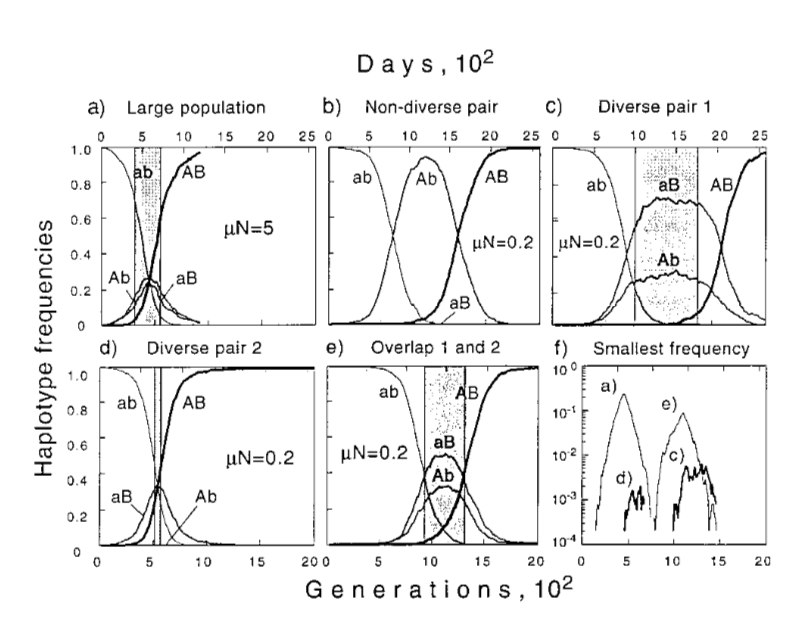 Days, 10²
a) Large population
b) Non-diverse pair
c) Diverse pair 1
0 5 10 15 20 25
0 5 10 15 20 25
0 5 10 15 20 25
1.0
0.8
0.6
0.4
0.2
0
ab
AB
μN=5
Ab
aB
ab
Ab
AB
μN=0.2
aB
ab
aB
AB
μN=0.2
Ab
d) Diverse pair 2
e) Overlap 1 and 2
f) Smallest frequency
1.0
0.8
0.6
0.4
0.2
0
ab
AB
μN=0.2
aB
Ab
ab
AB
aB
μN=0.2
Ab
10⁰
10⁻¹
10⁻²
10⁻³
10⁻⁴
a)
e)
c)
d)
0 5 10 15 20
0 10 15 20
0 5 10 15 20
Haplotype frequencies
Generations, 10²